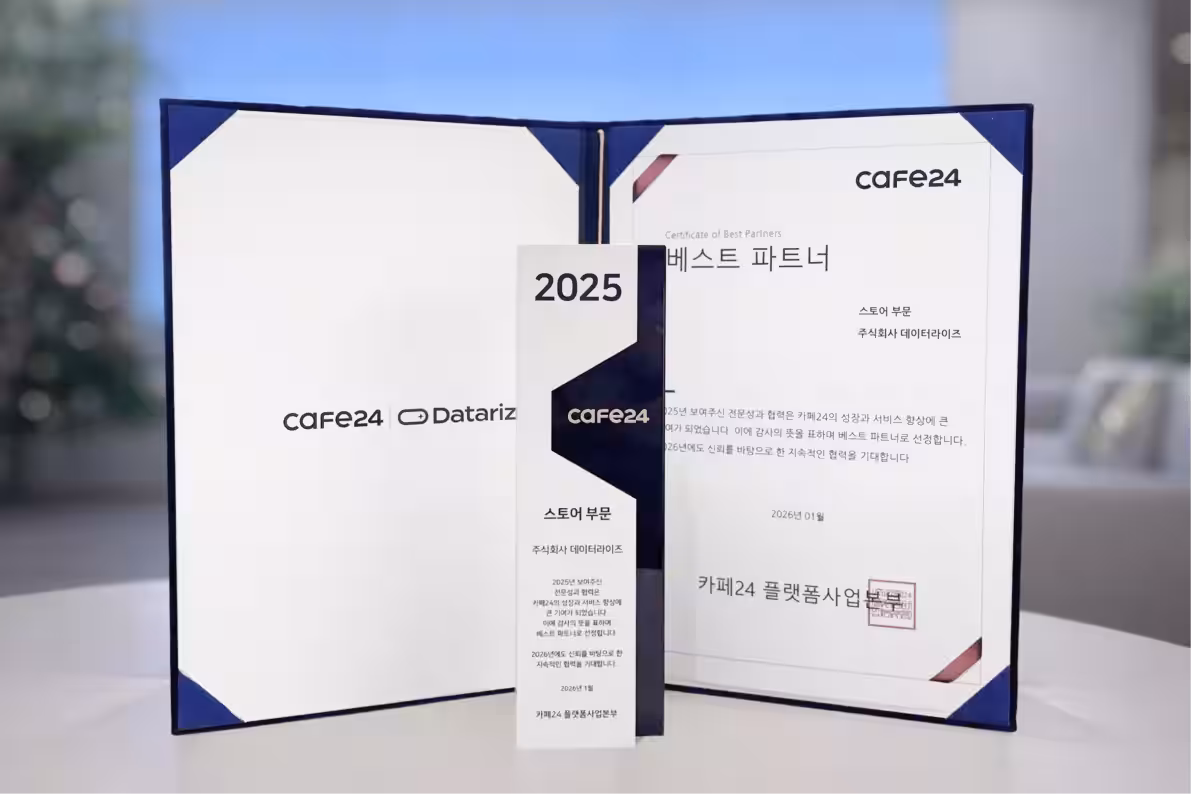 cafe24 | Datariz
2025
cafe24
스토어 부문
주식회사 데이터라이즈
2025년 보여주신
전문성과 협력은
카페24의 성장과 서비스 향상에
큰 기여가 되었습니다
이에 감사의 뜻을 표하며
베스트 파트너로 선정합니다
2026년에도 신뢰를 바탕으로 한
지속적인 협력을 기대합니다.
2026년 1월
카페24 플랫폼사업본부
cafe24
Certificate of Best Partners
베스트 파트너
스토어 부문
주식회사 데이터라이즈
025년 보여주신 전문성과 협력은 카페24의 성장과 서비스 향상에 큰
여가 되었습니다 이에 감사의 뜻을 표하며 베스트 파트너로 선정합니다.
026년에도 신뢰를 바탕으로 한 지속적인 협력을 기대합니다
2026년 01월
카페24 플랫폼사업본부